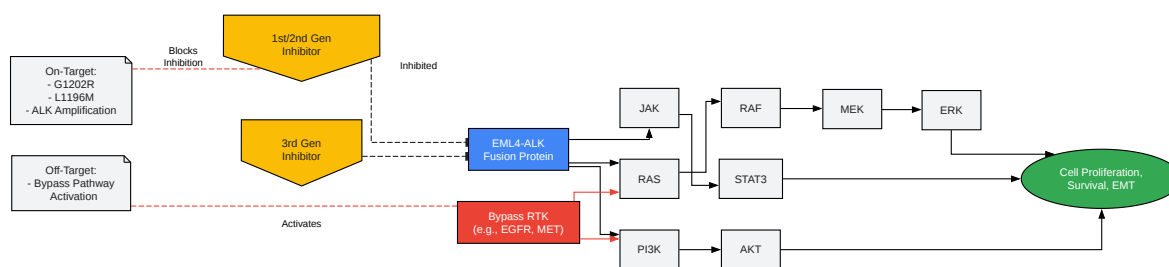 1st/2nd Gen
Inhibitor
Blocks
Inhibition
Inhibited
On-Target:
- G1202R
- L1196M
- ALK Amplification
3rd Gen
Inhibitor
EML4-ALK
Fusion Protein
JAK
RAF
MEK
ERK
Off-Target:
- Bypass Pathway
Activation
Activates
Bypass RTK
(e.g., EGFR, MET)
RAS
STAT3
Cell Proliferation,
Survival, EMT
PI3K
AKT